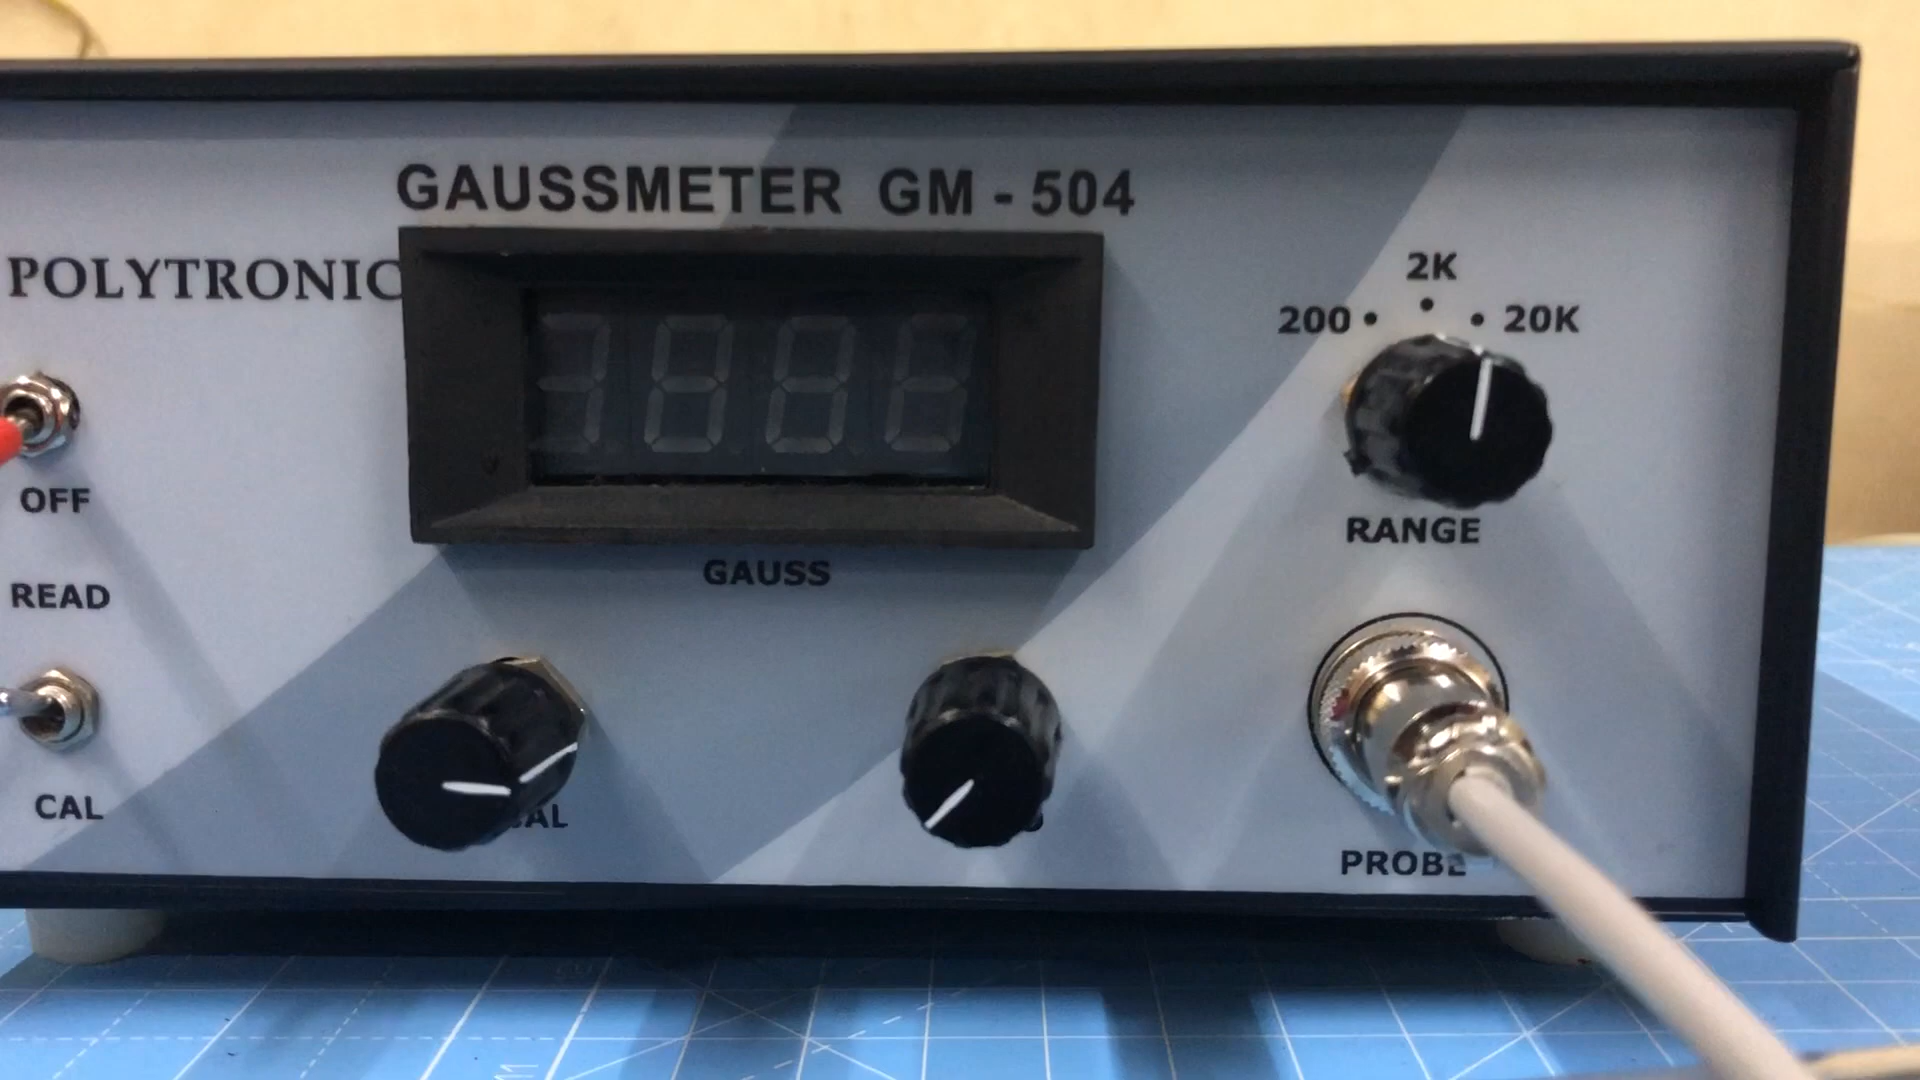 GAUSSMETER GM - 504
POLYTRONIC
2K
200 • • 20K
OFF
RANGE
GAUSS
READ
CAL
PROBE